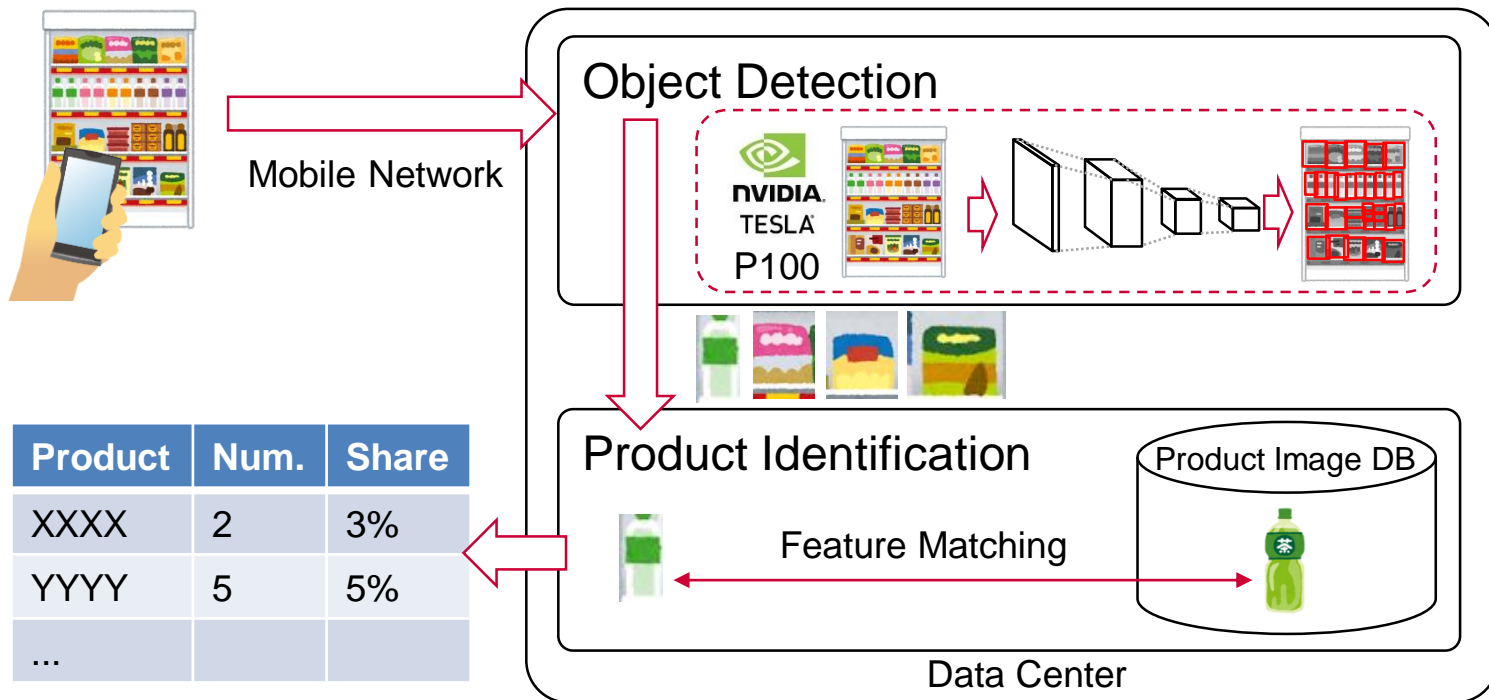 Mobile Network
Object Detection
NVIDIA.
TESLA
P100
Product Identification
Product Image DB
茶
Feature Matching
Data Center
Product Num. Share
XXXX 2 3%
YYYY 5 5%
...